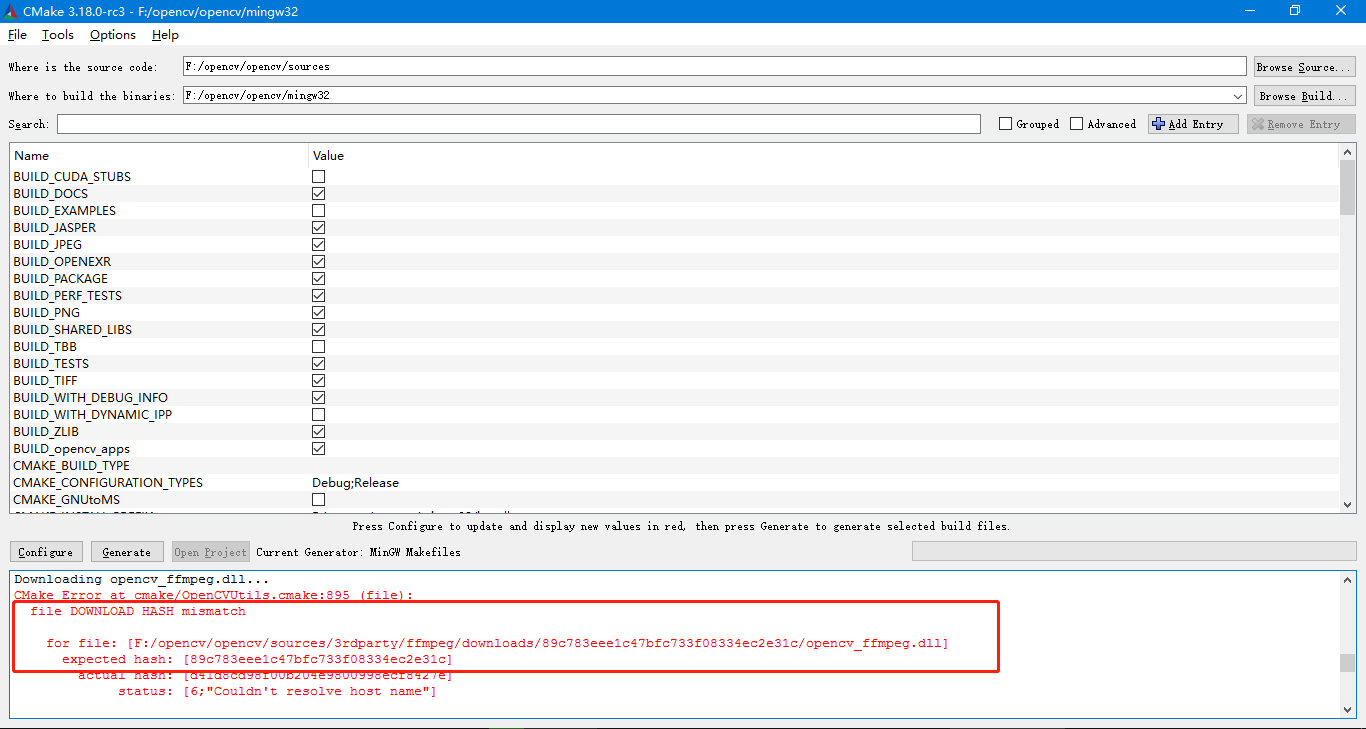 CMake 3.18.0-rc3 - F:/opencv/opencv/mingw32
File Tools Options Help
Where is the source code: F:/opencv/opencv/sources Browse Source...
Where to build the binaries: F:/opencv/opencv/mingw32 Browse Build...
Search: Grouped Advanced Add Entry Remove Entry
Name Value
BUILD_CUDA_STUBS
BUILD_DOCS
BUILD_EXAMPLES
BUILD_JASPER
BUILD_JPEG
BUILD_OPENEXR
BUILD_PACKAGE
BUILD_PERF_TESTS
BUILD_PNG
BUILD_SHARED_LIBS
BUILD_TBB
BUILD_TESTS
BUILD_TIFF
BUILD_WITH_DEBUG_INFO
BUILD_WITH_DYNAMIC_IPP
BUILD_ZLIB
BUILD_opencv_apps
CMAKE_BUILD_TYPE
CMAKE_CONFIGURATION_TYPES Debug;Release
CMAKE_GNUtoMS
Press Configure to update and display new values in red, then press Generate to generate selected build files.
Configure Generate Open Project Current Generator: MinGW Makefiles
Downloading opencv_ffmpeg.dll...
CMake Error at cmake/OpenCVUtils.cmake:895 (file):
file DOWNLOAD HASH mismatch
for file: [F:/opencv/opencv/sources/3rdparty/ffmpeg/downloads/89c783eee1c47bfc733f08334ec2e31c/opencv_ffmpeg.dll]
expected hash: [89c783eee1c47bfc733f08334ec2e31c]
actual hash: [d41d8cd98f00b204e9800998ecf8427e]
status: [6;"Couldn't resolve host name"]